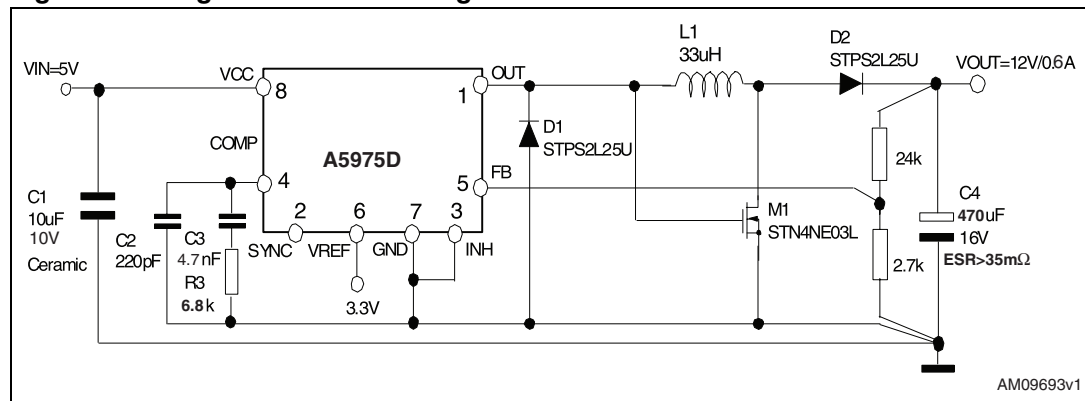 VIN=5V
VCC
8
COMP
4
A5975D
OUT
1
FB
5
2
6
7
3
SYNC
VREF
GND
INH
3.3V
C1
10uF
10V
Ceramic
C2
220pF
C3
4.7nF
R3
6.8k
D1
STPS2L25U
L1
33uH
D2
STPS2L25U
VOUT=12V/0.6A
24k
M1
STN4NE03L
2.7k
C4
470uF
16V
ESR>35mΩ
AM09693v1